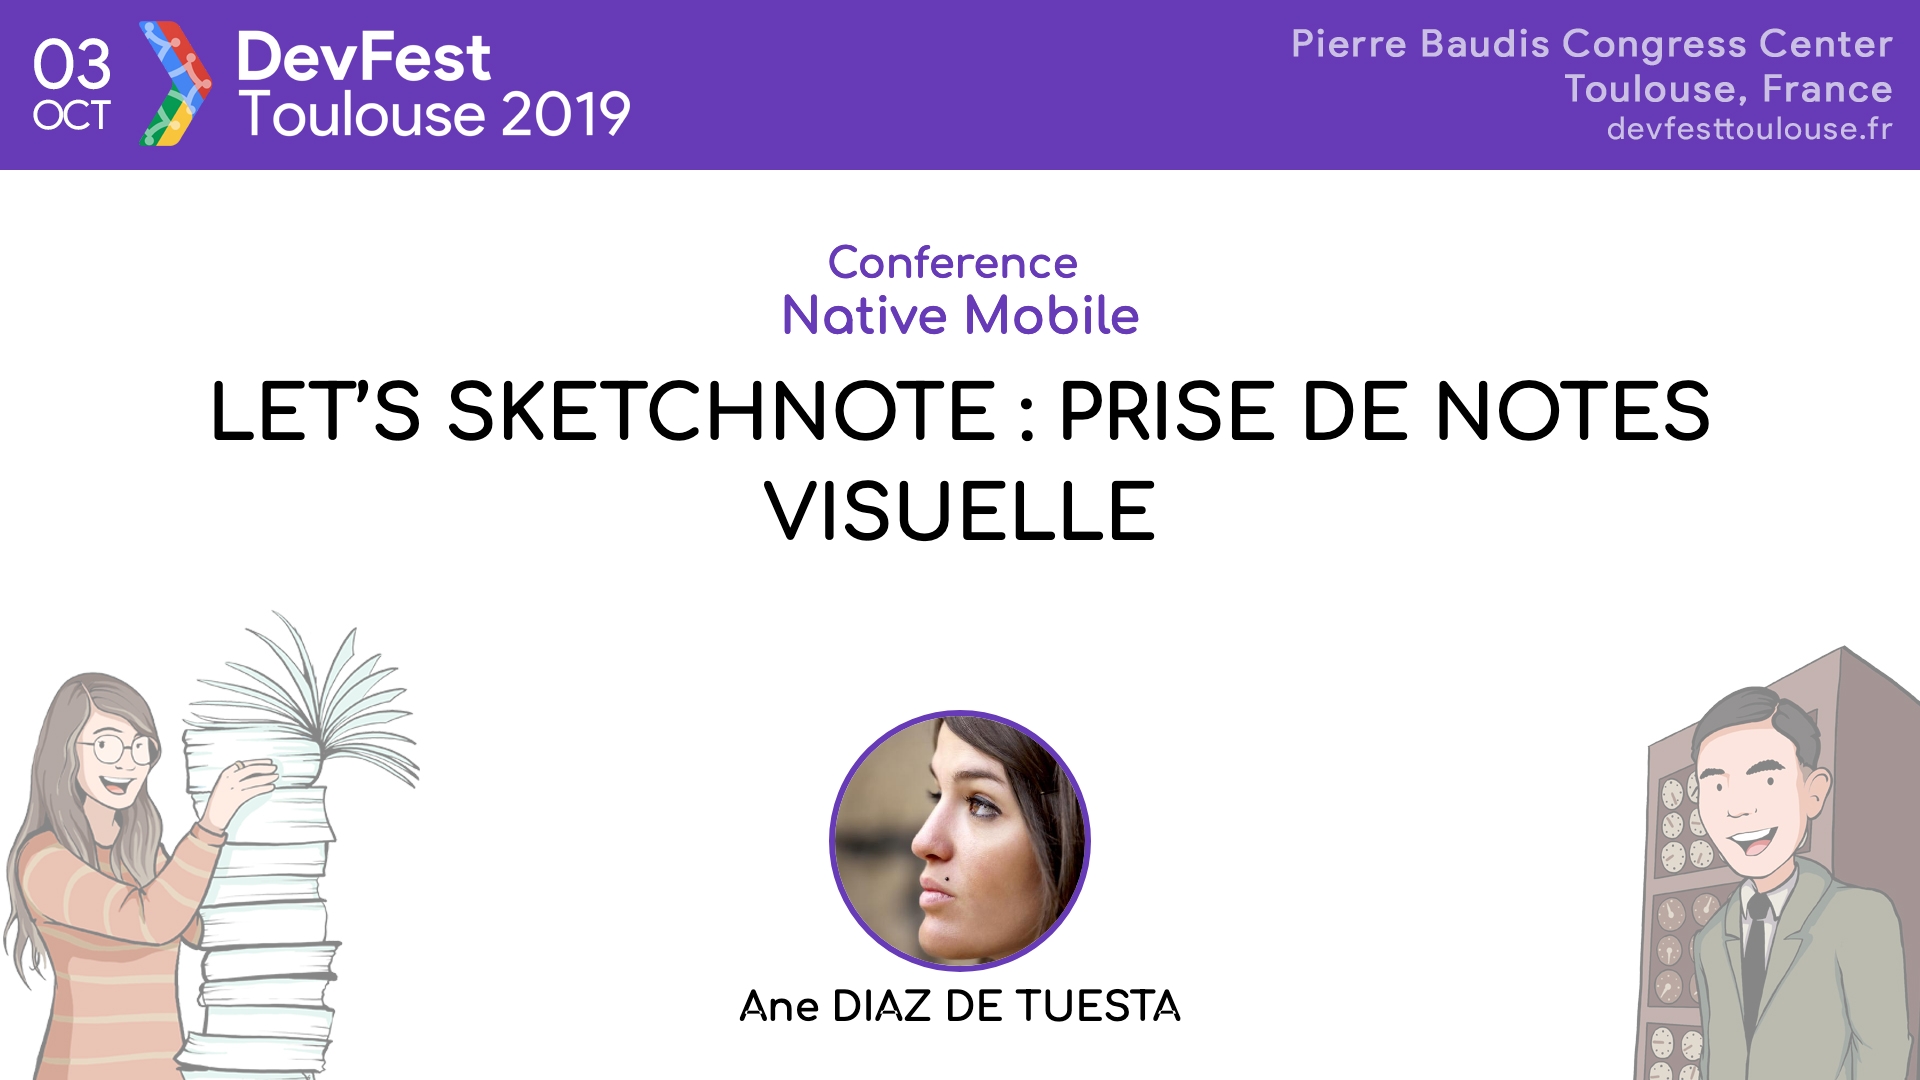 03
OCT
DevFest
Toulouse 2019
Pierre Baudis Congress Center
Toulouse, France
devfesttoulouse.fr
Conference
Native Mobile
LET’S SKETCHNOTE : PRISE DE NOTES
VISUELLE
Ane DIAZ DE TUESTA